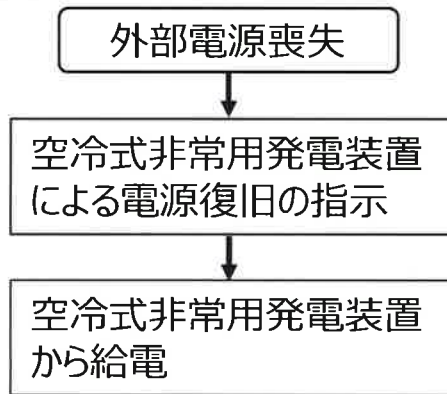 外部電源喪失
空冷式非常用発電装置
による電源復旧の指示
空冷式非常用発電装置
から給電